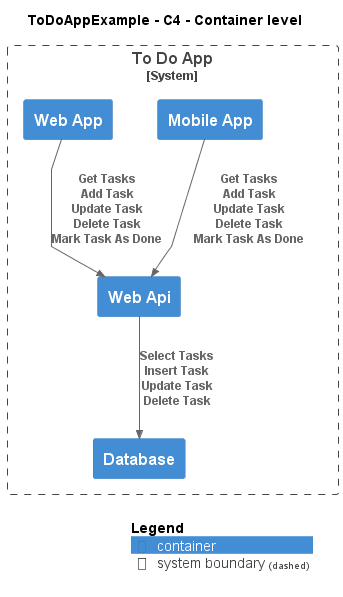 ToDoAppExample - C4 - Container level
To Do App
[System]
Web App
Mobile App
Get Tasks
Add Task
Update Task
Delete Task
Mark Task As Done
Get Tasks
Add Task
Update Task
Delete Task
Mark Task As Done
Web Api
Select Tasks
Insert Task
Update Task
Delete Task
Database
Legend
container
system boundary (dashed)